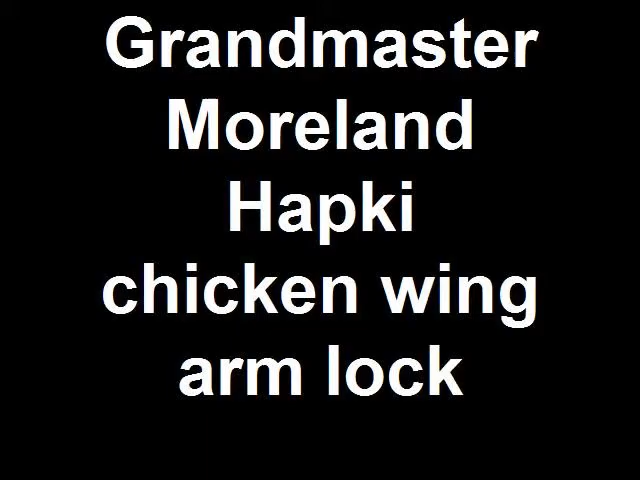 Grandmaster
Moreland
Hapki
chicken wing
arm lock